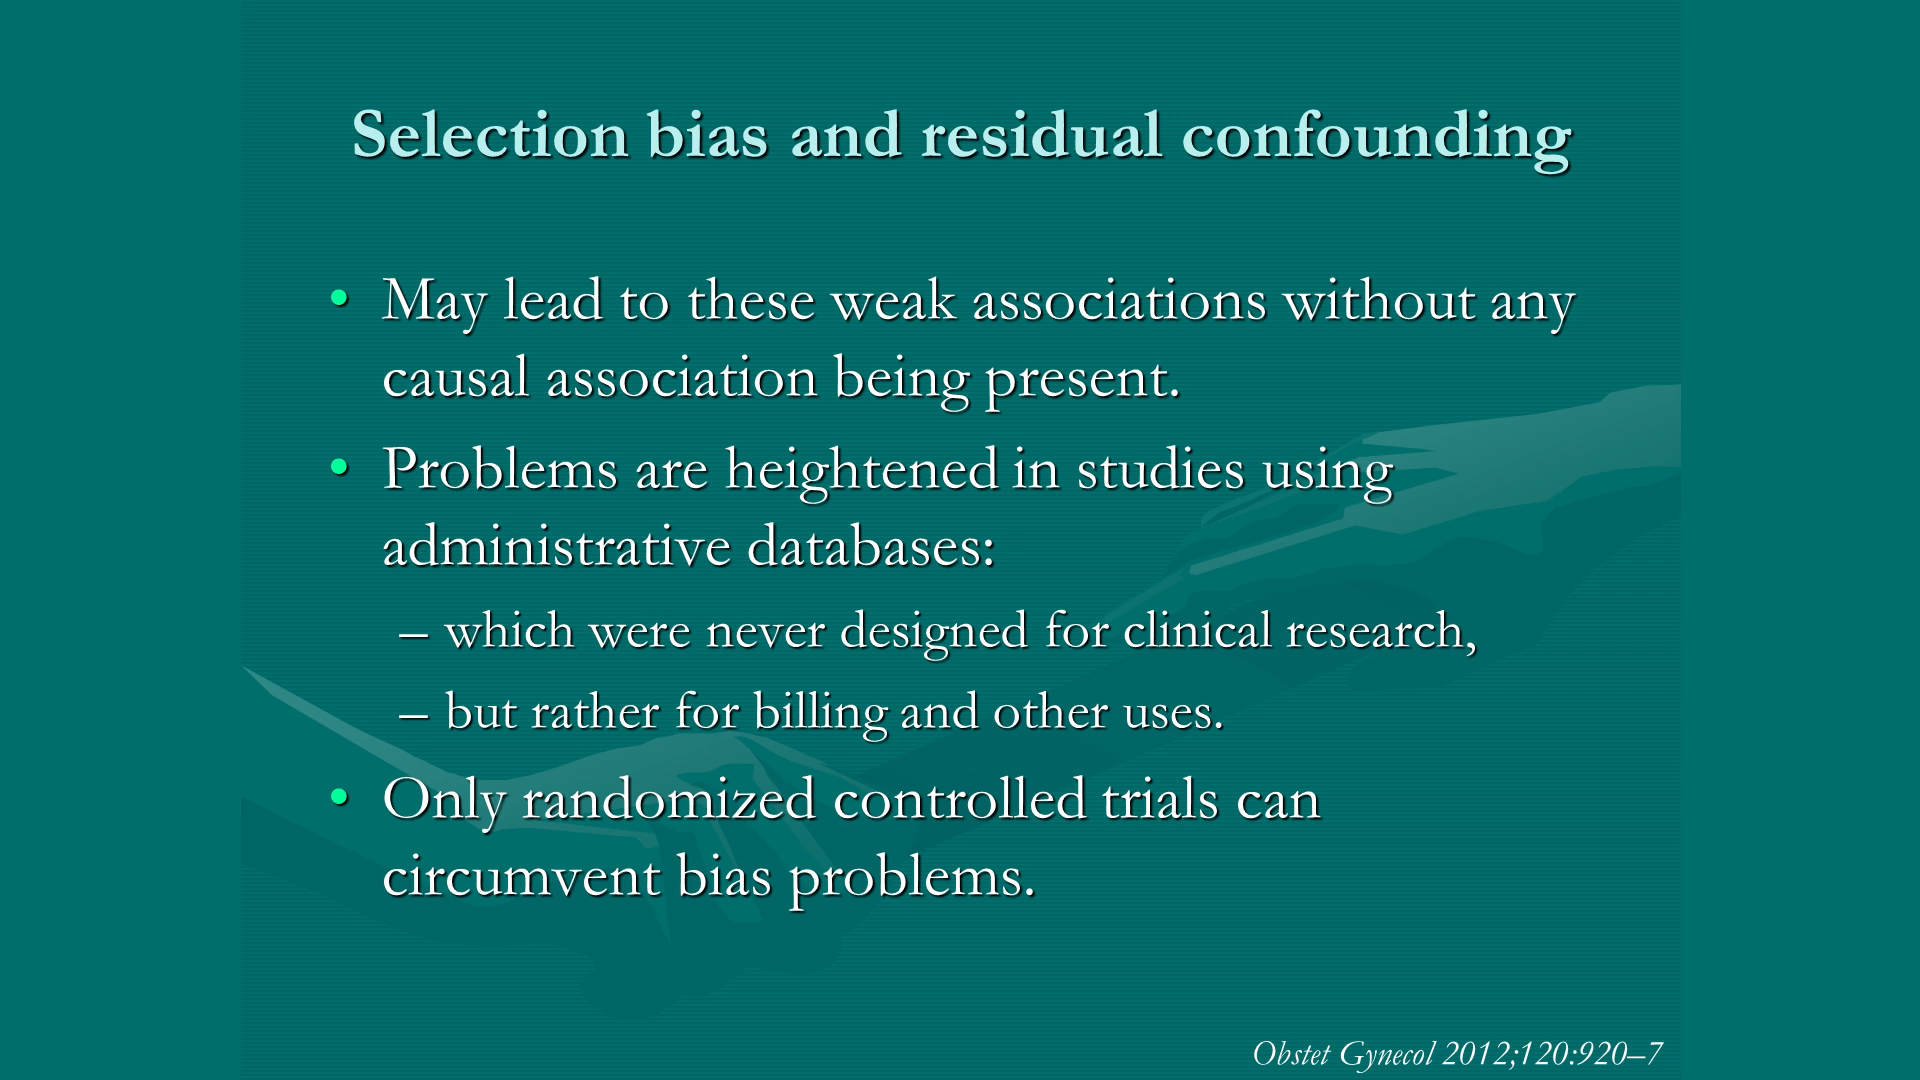 Selection bias and residual confounding
• May lead to these weak associations without any
causal association being present.
• Problems are heightened in studies using
administrative databases:
– which were never designed for clinical research,
– but rather for billing and other uses.
• Only randomized controlled trials can
circumvent bias problems.
Obstet Gynecol 2012;120:920–7